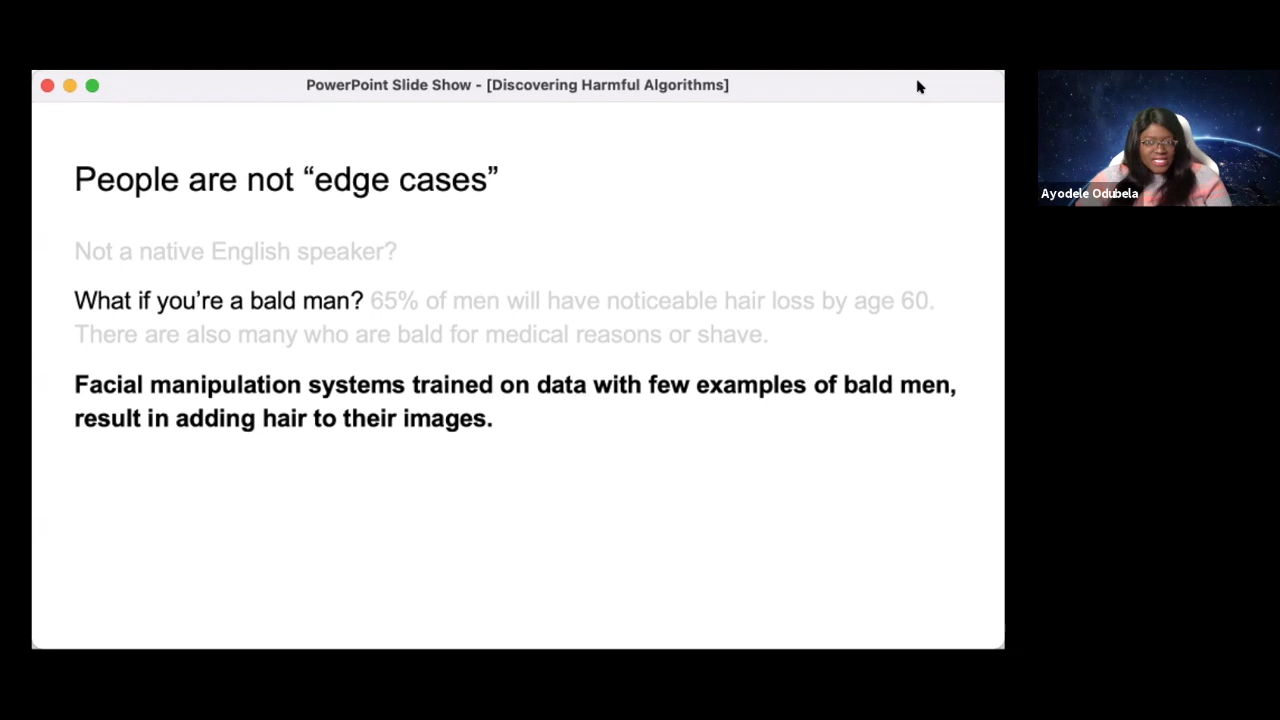 PowerPoint Slide Show - [Discovering Harmful Algorithms]
People are not “edge cases”
Not a native English speaker?
What if you’re a bald man? 65% of men will have noticeable hair loss by age 60.
There are also many who are bald for medical reasons or shave.
Facial manipulation systems trained on data with few examples of bald men,
result in adding hair to their images.
Ayodele Odubela